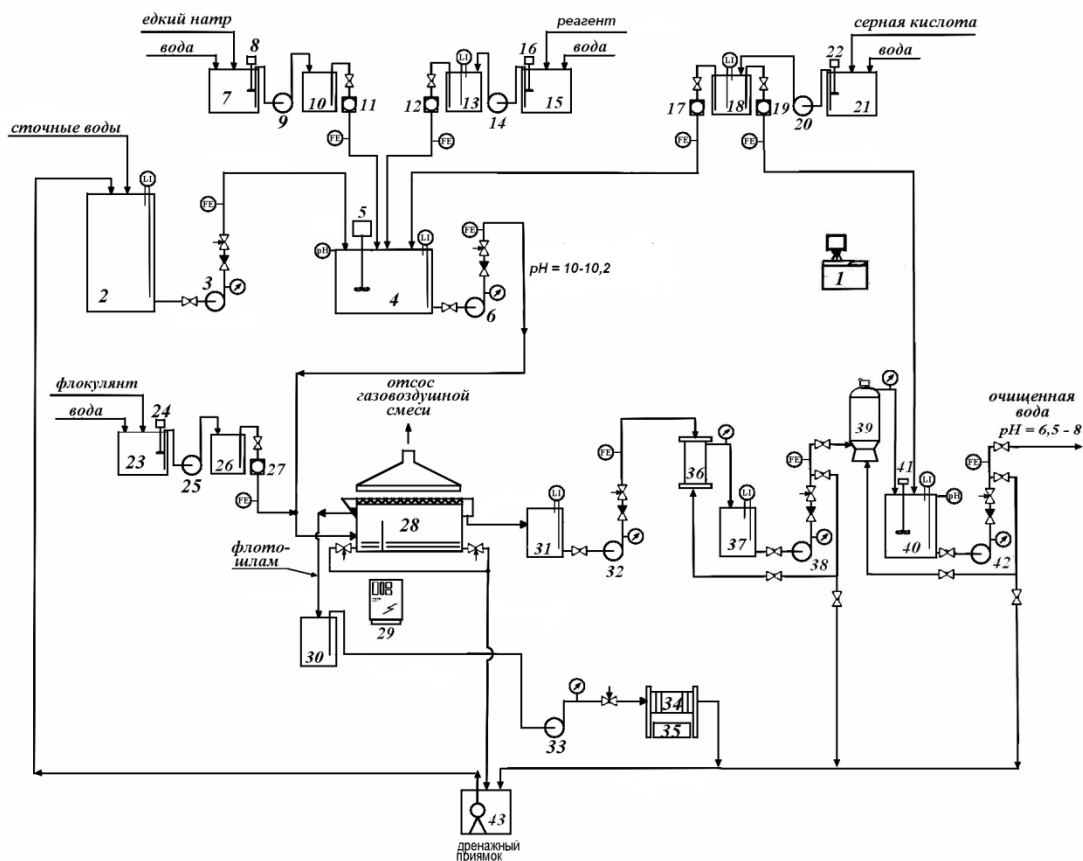 едкий натр
вода
8
7
9
10
11
FE
реагент
16
вода
LI
12
13
14
15
FE
серная кислота
22
вода
LI
17
18
19
20
21
FE
FE
сточные воды
LI
FE
2
3
5
pH
LI
4
FE
6
pH = 10-10,2
1
флокулянт
вода
24
23
25
26
27
FE
отсос
газовоздушной
смеси
28
флото-
шлам
29
30
LI
31
32
FE
36
LI
37
38
FE
39
очищенная
вода
pH = 6,5 - 8
41
LI
pH
FE
40
42
33
34
35
43
дренажный
приямок